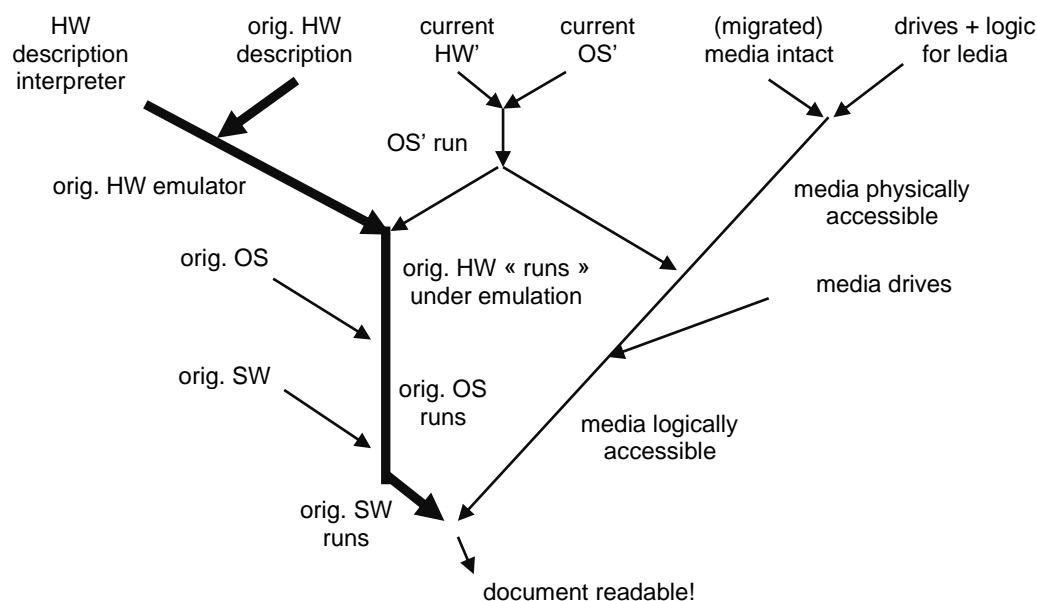 HW
description
interpreter
orig. HW
description
current
HW’
current
OS’
(migrated)
media intact
drives + logic
for ledia
OS’ run
orig. HW emulator
media physically
accessible
orig. OS
orig. HW « runs »
under emulation
media drives
orig. SW
orig. OS
runs
media logically
accessible
orig. SW
runs
document readable!